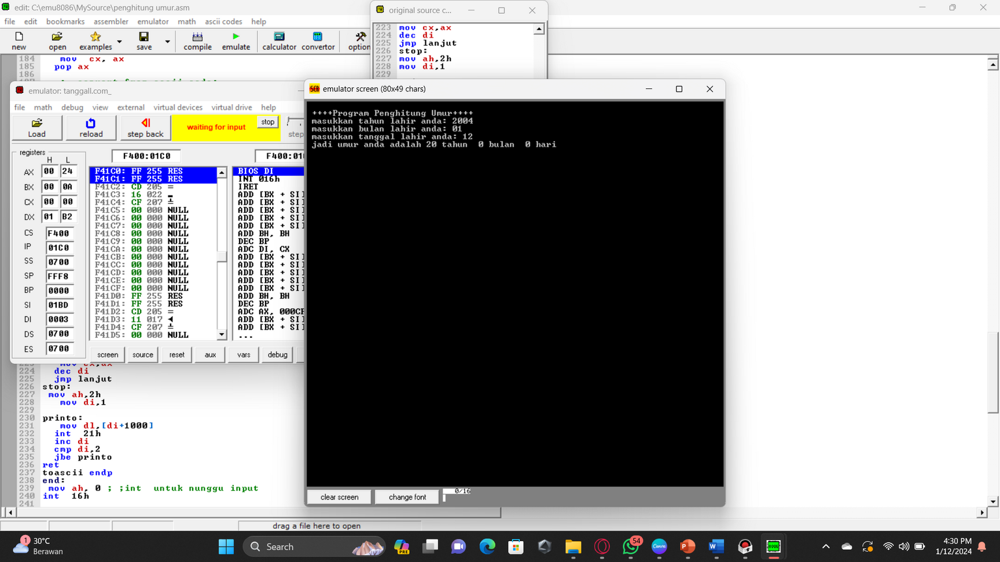 edit: C:\emu8086\MySource\penghitung umur.asm
file edit bookmarks assembler emulator math ascii codes help
new open examples save compile emulate calculator convertor option
184 mov cx, ax
185 pop ax
186
original source c...
223 mov cx,ax
224 dec di
225 jmp lanjut
226 stop:
227 mov ah,2h
228 mov di,1
229
emulator: tanggall.com_
file math debug view external virtual devices virtual drive help
Load reload step back waiting for input stop step
registers
H L
AX 00 24
BX 00 0A
CX 00 00
DX 01 B2
CS F400
IP 01C0
SS 0700
SP FFF8
BP 0000
SI 01BD
DI 0003
DS 0700
ES 0700
F400:01C0
F41C0: FF 255 RES
F41C1: FF 255 RES
F41C2: CD 205 =
F41C3: 16 022 ▬
F41C4: CF 207 ╧
F41C5: 00 000 NULL
F41C6: 00 000 NULL
F41C7: 00 000 NULL
F41C8: 00 000 NULL
F41C9: 00 000 NULL
F41CA: 00 000 NULL
F41CB: 00 000 NULL
F41CC: 00 000 NULL
F41CD: 00 000 NULL
F41CE: 00 000 NULL
F41CF: 00 000 NULL
F41D0: FF 255 RES
F41D1: FF 255 RES
F41D2: CD 205 =
F41D3: 11 017 ◄
F41D4: CF 207 ╧
F41D5: 00 000 NULL
F400:01
BIOS DI
INT 016h
IRET
ADD [BX + SI]
ADD [BX + SI]
ADD [BX + SI]
ADD [BX + SI]
ADD [BX + SI]
ADD BH, BH
DEC BP
ADC DI, CX
ADD [BX + SI]
ADD [BX + SI]
ADD [BX + SI]
ADD [BX + SI]
ADD [BX + SI]
ADD BH, BH
DEC BP
ADC AX, 000CF
ADD [BX + SI]
ADD [BX + SI]
...
screen source reset aux vars debug
emulator screen (80x49 chars)
++++Program Penghitung Umur++++
masukkan tahun lahir anda: 2004
masukkan bulan lahir anda: 01
masukkan tanggal lahir anda: 12
jadi umur anda adalah 20 tahun 0 bulan 0 hari
clear screen change font 0/16
223 mov cx,ax
224 dec di
225 jmp lanjut
226 stop:
227 mov ah,2h
228 mov di,1
229
230 printo:
231 mov dl,[di+1000]
232 int 21h
233 inc di
234 cmp di,2
235 jbe printo
236 ret
237 toascii endp
238 end:
239 mov ah, 0 ; ;int untuk nunggu input
240 int 16h
241
drag a file here to open
1
30°C
Berawan
Search
PRE
54
Canva
8086
4:30 PM
1/12/2024